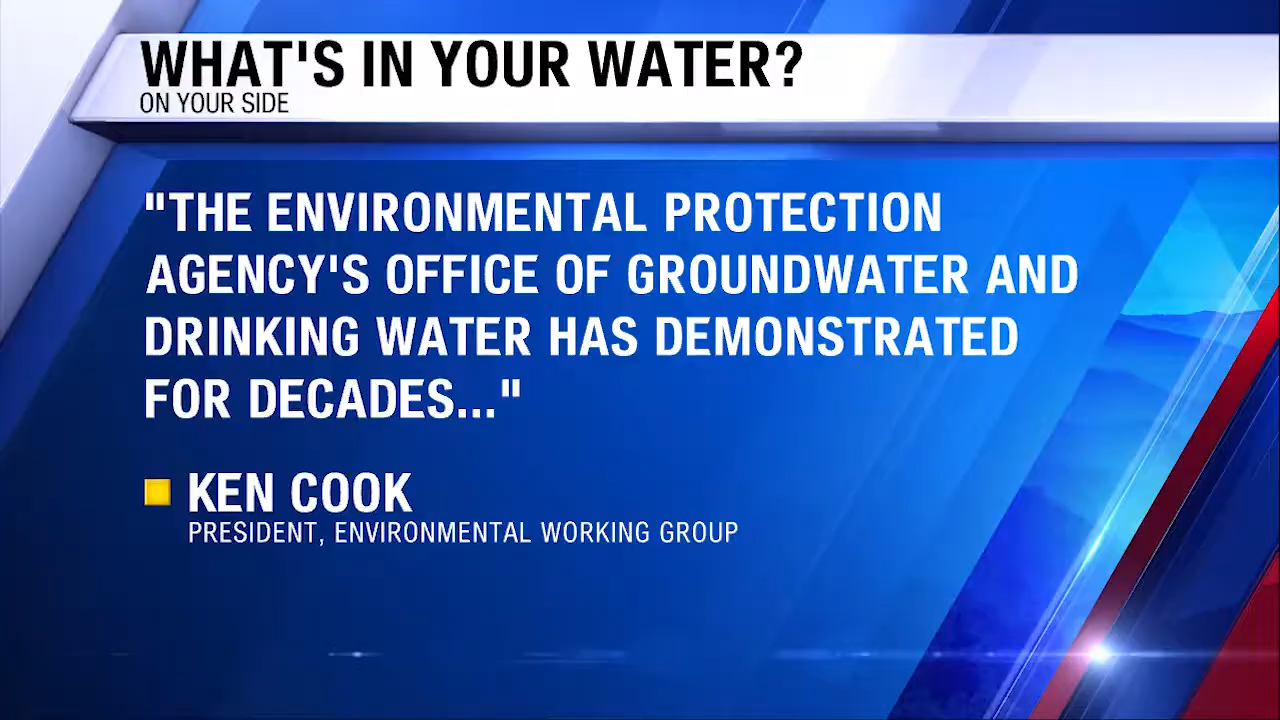 WHAT'S IN YOUR WATER?
ON YOUR SIDE
"THE ENVIRONMENTAL PROTECTION
AGENCY'S OFFICE OF GROUNDWATER AND
DRINKING WATER HAS DEMONSTRATED
FOR DECADES..."
KEN COOK
PRESIDENT, ENVIRONMENTAL WORKING GROUP